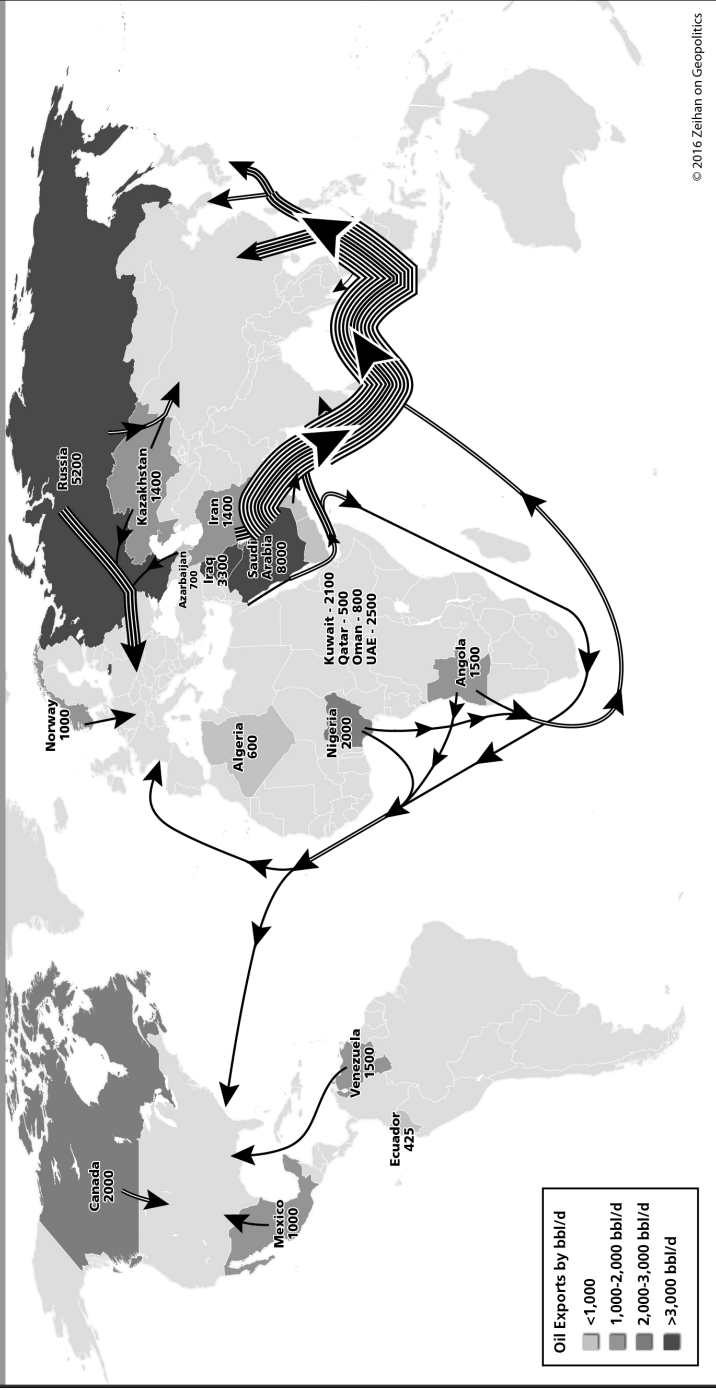 Canada
2000
Mexico
1000
Venezuela
1500
Ecuador
425
Norway
1000
Algeria
600
Nigeria
2000
Angola
1500
Russia
5200
Kazakhstan
1400
Azarbaijan
700
Iraq
3300
Iran
1400
Saudi
Arabia
8000
Kuwait - 2100
Qatar - 500
Oman - 800
UAE - 2500
Oil Exports by bbl/d
<1,000
1,000-2,000 bbl/d
2,000-3,000 bbl/d
>3,000 bbl/d
© 2016 Zeihan on Geopolitics